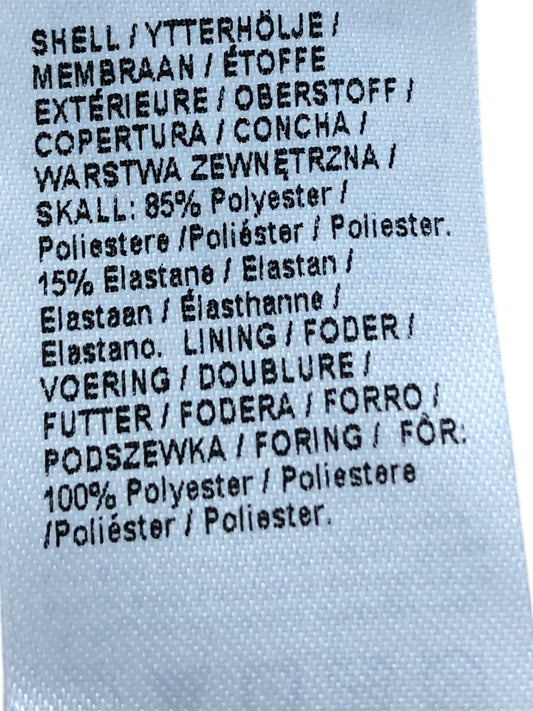 SHELL / YTTERHÖLJE /
MEMBRAAN / ÉTOFFE
EXTÉRIEURE / OBERSTOFF /
COPERTURA / CONCHA /
WARSTWA ZEWNĘTRZNA /
SKALL: 85% Polyester /
Poliestere /Poliéster / Poliester.
15% Elastane / Elastan /
Elastaan / Élasthanne /
Elastano. LINING / FODER /
VOERING / DOUBLURE /
FUTTER / FODERA / FORRO /
PODSZEWKA / FORING / FÔR:
100% Polyester / Poliestere
/Poliéster / Poliester.